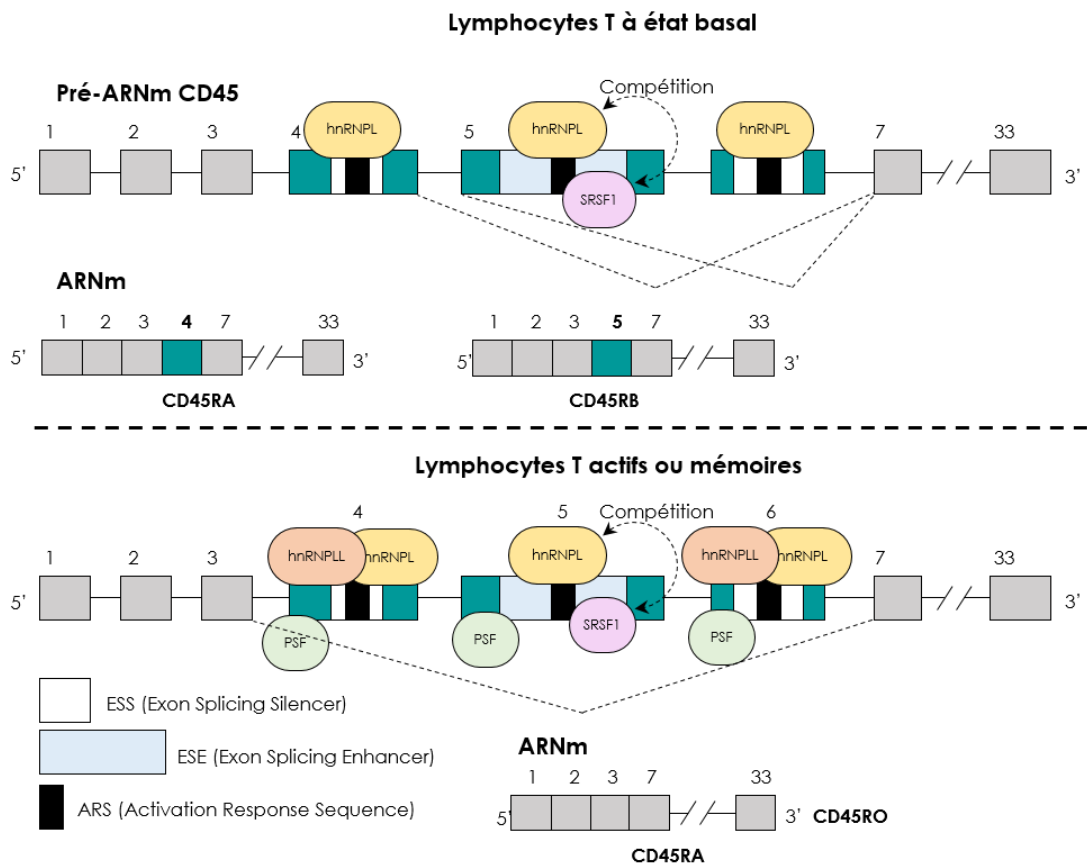 Lymphocytes T à état basal
Pré-ARNm CD45
Compétition
1 2 3 4 5 7 33
hnRNPL hnRNPL hnRNPL
5' 3'
SRSF1
ARNm
1 2 3 4 7 33
5' 3'
CD45RA
1 2 3 5 7 33
5' 3'
CD45RB
Lymphocytes T actifs ou mémoires
4 5 Compétition 6
1 2 3 7 33
hnRNPLL hnRNPL hnRNPL hnRNPLL hnRNPL
5' 3'
PSF PSF SRSF1 PSF
ESS (Exon Splicing Silencer)
ESE (Exon Splicing Enhancer)
ARS (Activation Response Sequence)
ARNm
1 2 3 7 33
5' 3' CD45RO
CD45RA